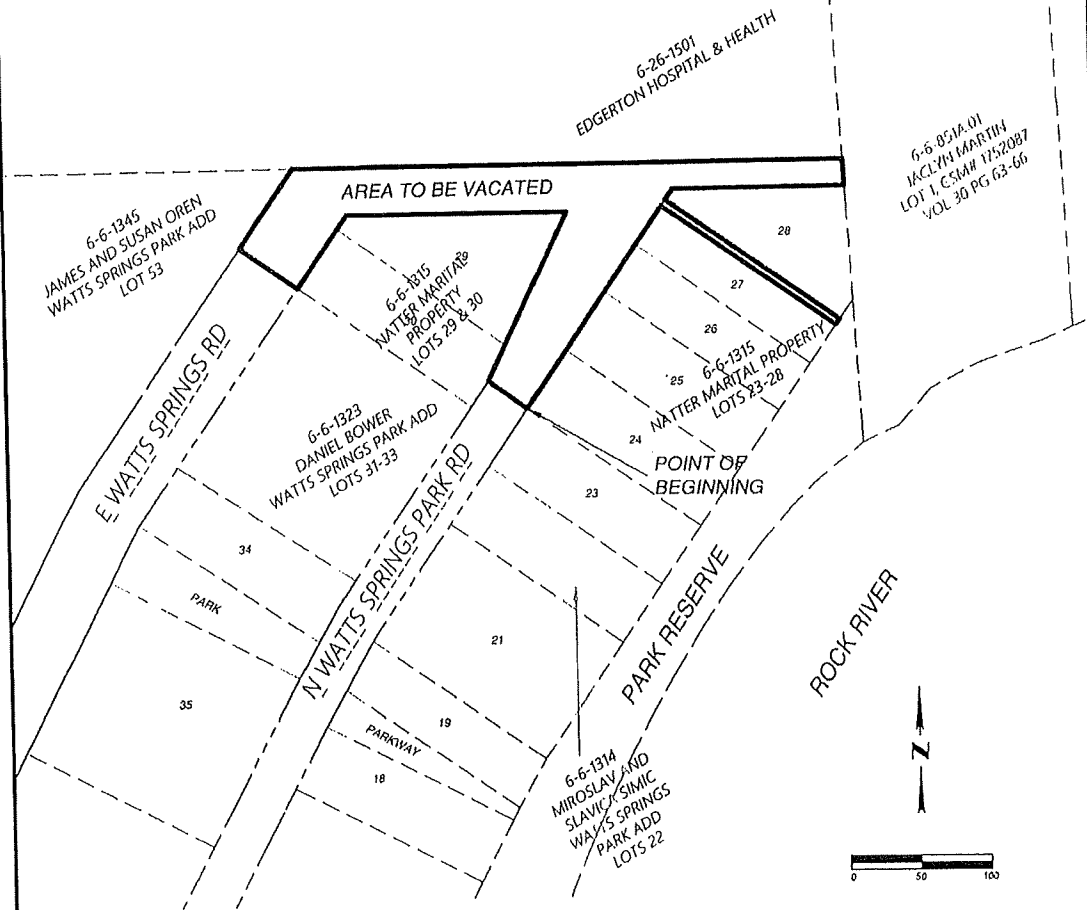 6-26-1501
EDGERTON HOSPITAL & HEALTH
6-6-851A.01
JACLYN MARTIN
LOT 1, CSM# 1752087
VOL 30 PG 63-66
AREA TO BE VACATED
6-6-1345
JAMES AND SUSAN OREN
WATTS SPRINGS PARK ADD
LOT 53
28
29
6-6-1315
NATTER MARITAL
PROPERTY
LOTS 29 & 30
27
26
25
6-6-1315
NATTER MARITAL PROPERTY
LOTS 23-28
24
E WATTS SPRINGS RD
6-6-1323
DANIEL BOWER
WATTS SPRINGS PARK ADD
LOTS 31-33
POINT OF
BEGINNING
23
N WATTS SPRINGS PARK RD
34
PARK
21
PARK RESERVE
ROCK RIVER
35
19
PARKWAY
18
6-6-1314
MIROSLAV AND
SLAVICA SIMIC
WATTS SPRINGS
PARK ADD
LOTS 22
N
0 50 100